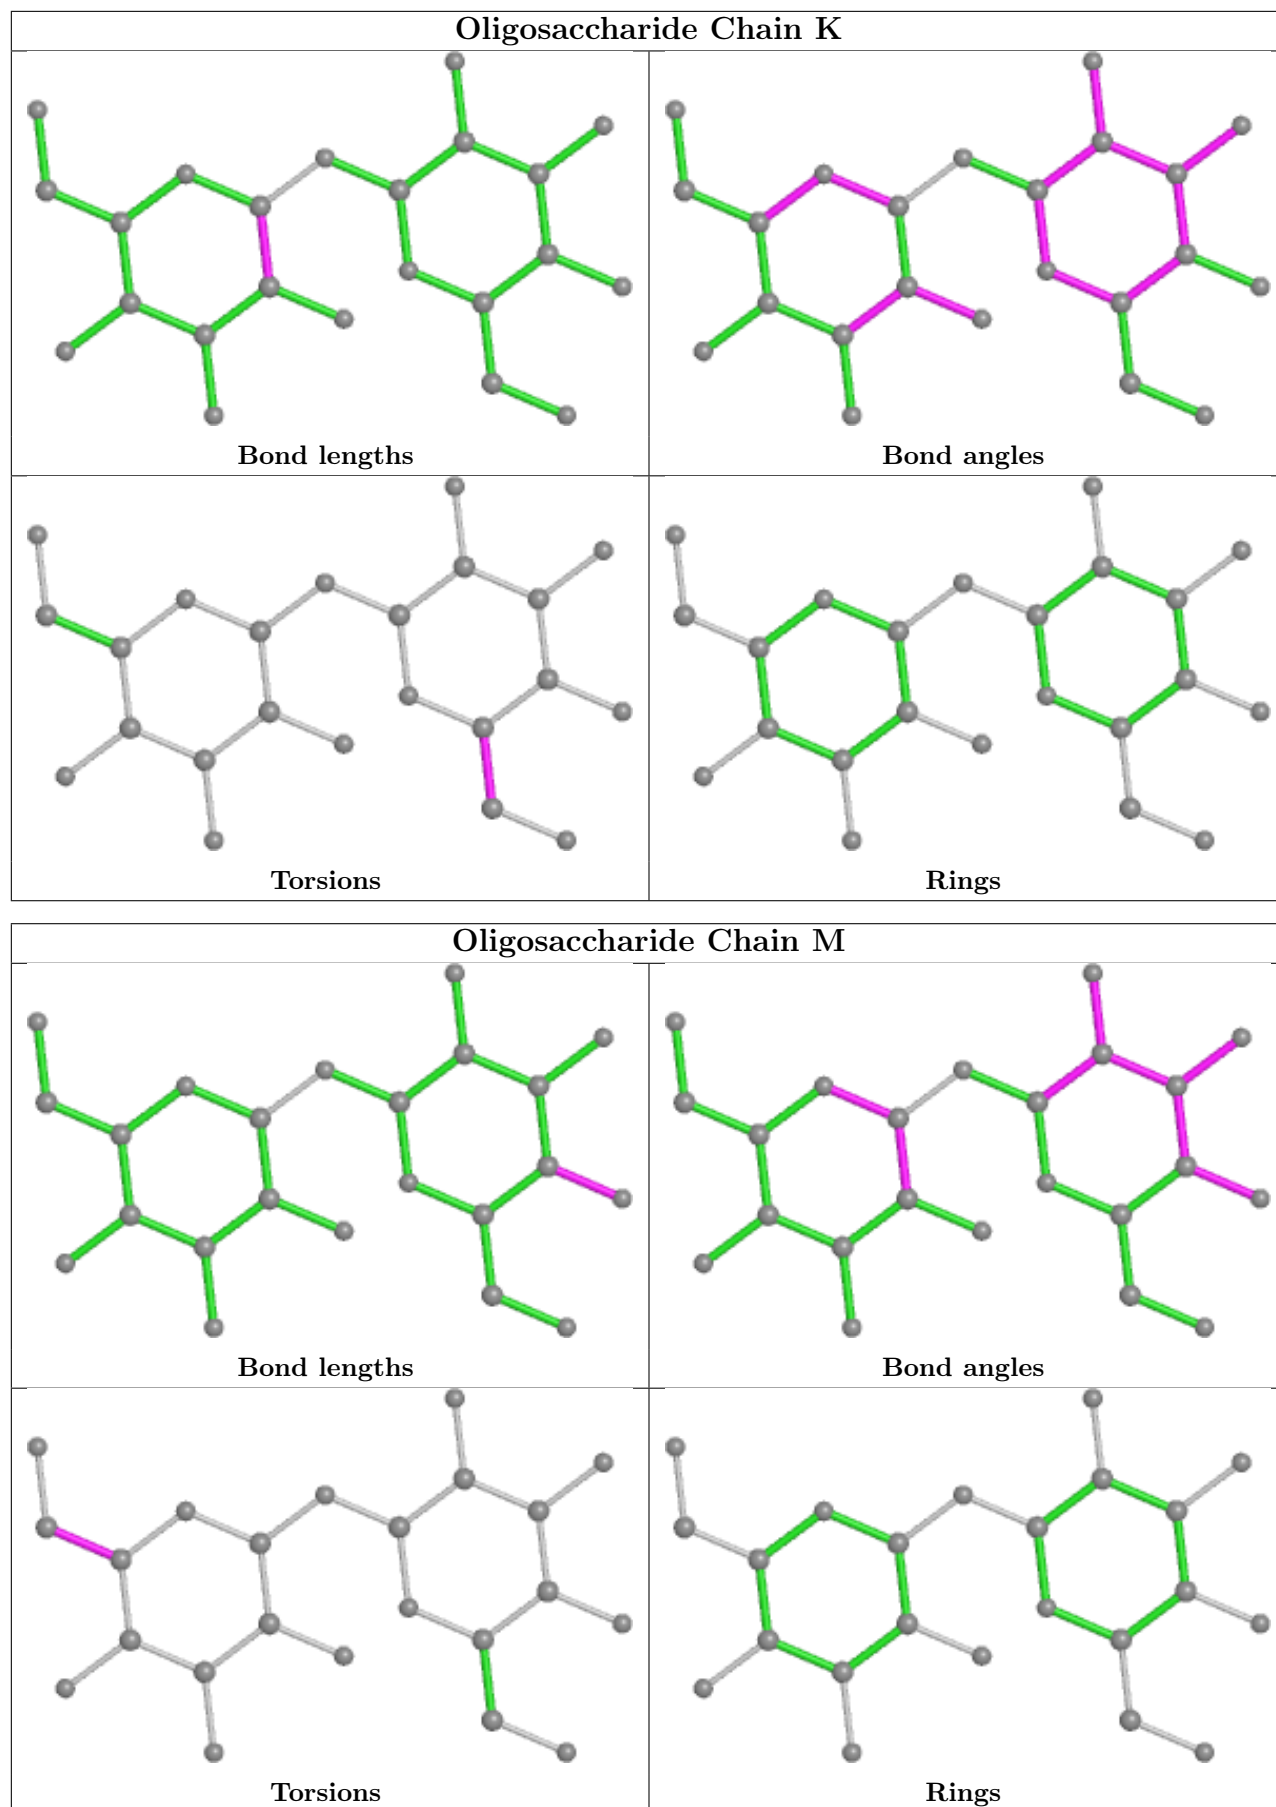 Oligosaccharide Chain K
Bond lengths
Bond angles
Torsions
Rings
Oligosaccharide Chain M
Bond lengths
Bond angles
Torsions
Rings